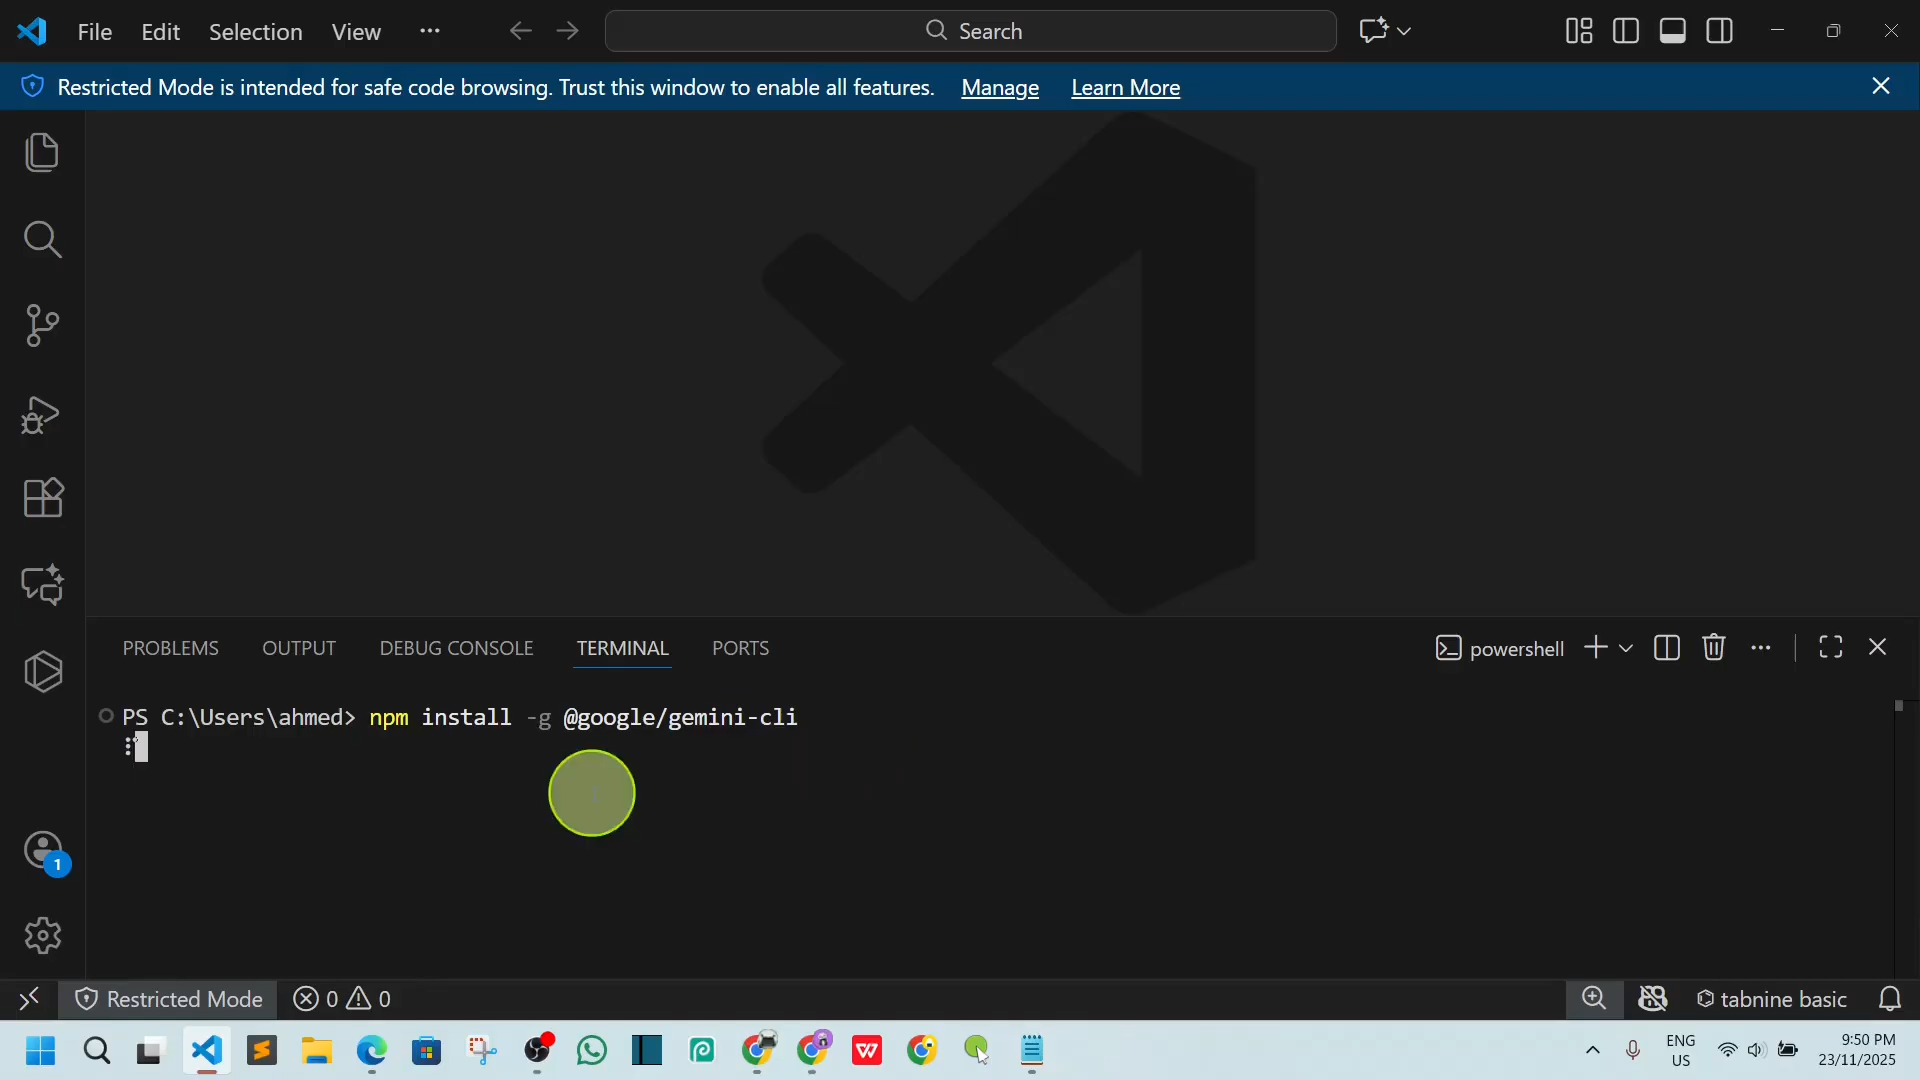 File Edit Selection View ··· Search
Restricted Mode is intended for safe code browsing. Trust this window to enable all features. Manage Learn More
PROBLEMS OUTPUT DEBUG CONSOLE TERMINAL PORTS powershell
PS C:\Users\ahmed> npm install -g @google/gemini-cli
1
Restricted Mode 0 0 tabnine basic
ENG
US
9:50 PM
23/11/2025